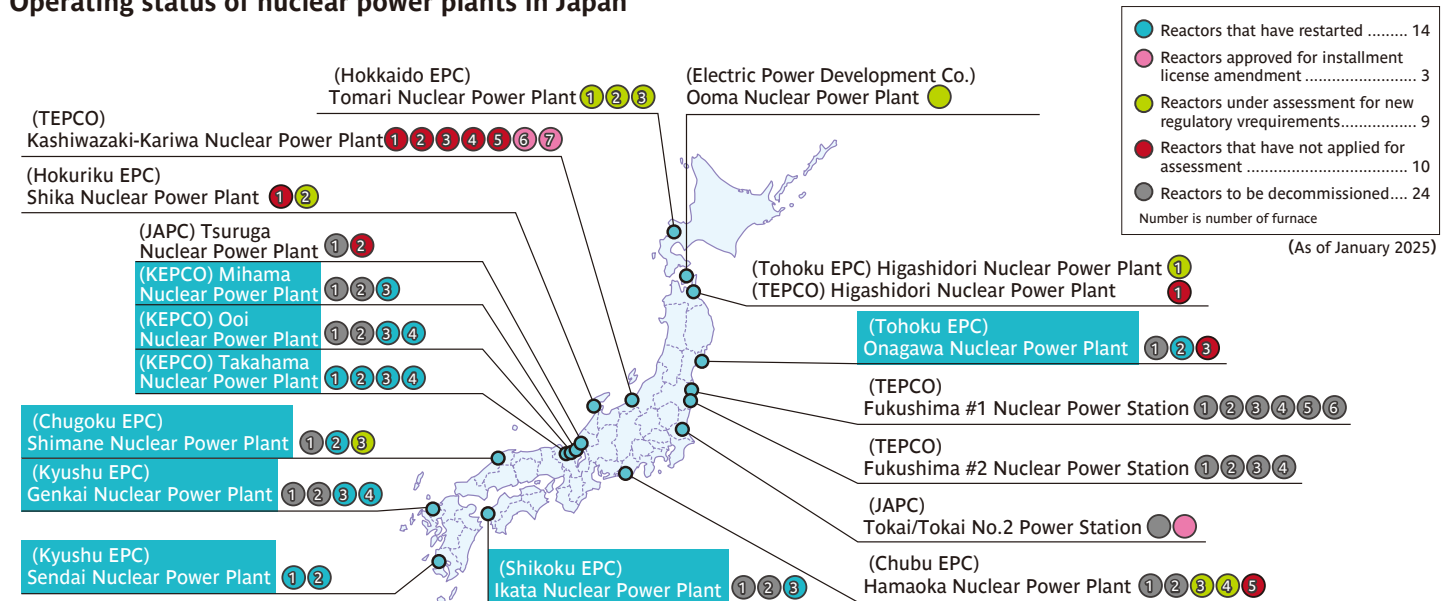 Operating status of nuclear power plants in Japan
Reactors that have restarted ......... 14
Reactors approved for installment
license amendment ......................... 3
Reactors under assessment for new
regulatory vrequirements................. 9
Reactors that have not applied for
assessment .................................... 10
Reactors to be decommissioned.... 24
Number is number of furnace
(As of January 2025)
(Hokkaido EPC)
Tomari Nuclear Power Plant 1 2 3
(Electric Power Development Co.)
Ooma Nuclear Power Plant
(TEPCO)
Kashiwazaki-Kariwa Nuclear Power Plant 1 2 3 4 5 6 7
(Hokuriku EPC)
Shika Nuclear Power Plant 1 2
(JAPC) Tsuruga
Nuclear Power Plant 1 2
(KEPCO) Mihama
Nuclear Power Plant 1 2 3
(KEPCO) Ooi
Nuclear Power Plant 1 2 3 4
(KEPCO) Takahama
Nuclear Power Plant 1 2 3 4
(Chugoku EPC)
Shimane Nuclear Power Plant 1 2 3
(Kyushu EPC)
Genkai Nuclear Power Plant 1 2 3 4
(Kyushu EPC)
Sendai Nuclear Power Plant 1 2
(Shikoku EPC)
Ikata Nuclear Power Plant 1 2 3
(Tohoku EPC) Higashidori Nuclear Power Plant 1
(TEPCO) Higashidori Nuclear Power Plant 1
(Tohoku EPC)
Onagawa Nuclear Power Plant 1 2 3
(TEPCO)
Fukushima #1 Nuclear Power Station 1 2 3 4 5 6
(TEPCO)
Fukushima #2 Nuclear Power Station 1 2 3 4
(JAPC)
Tokai/Tokai No.2 Power Station
(Chubu EPC)
Hamaoka Nuclear Power Plant 1 2 3 4 5